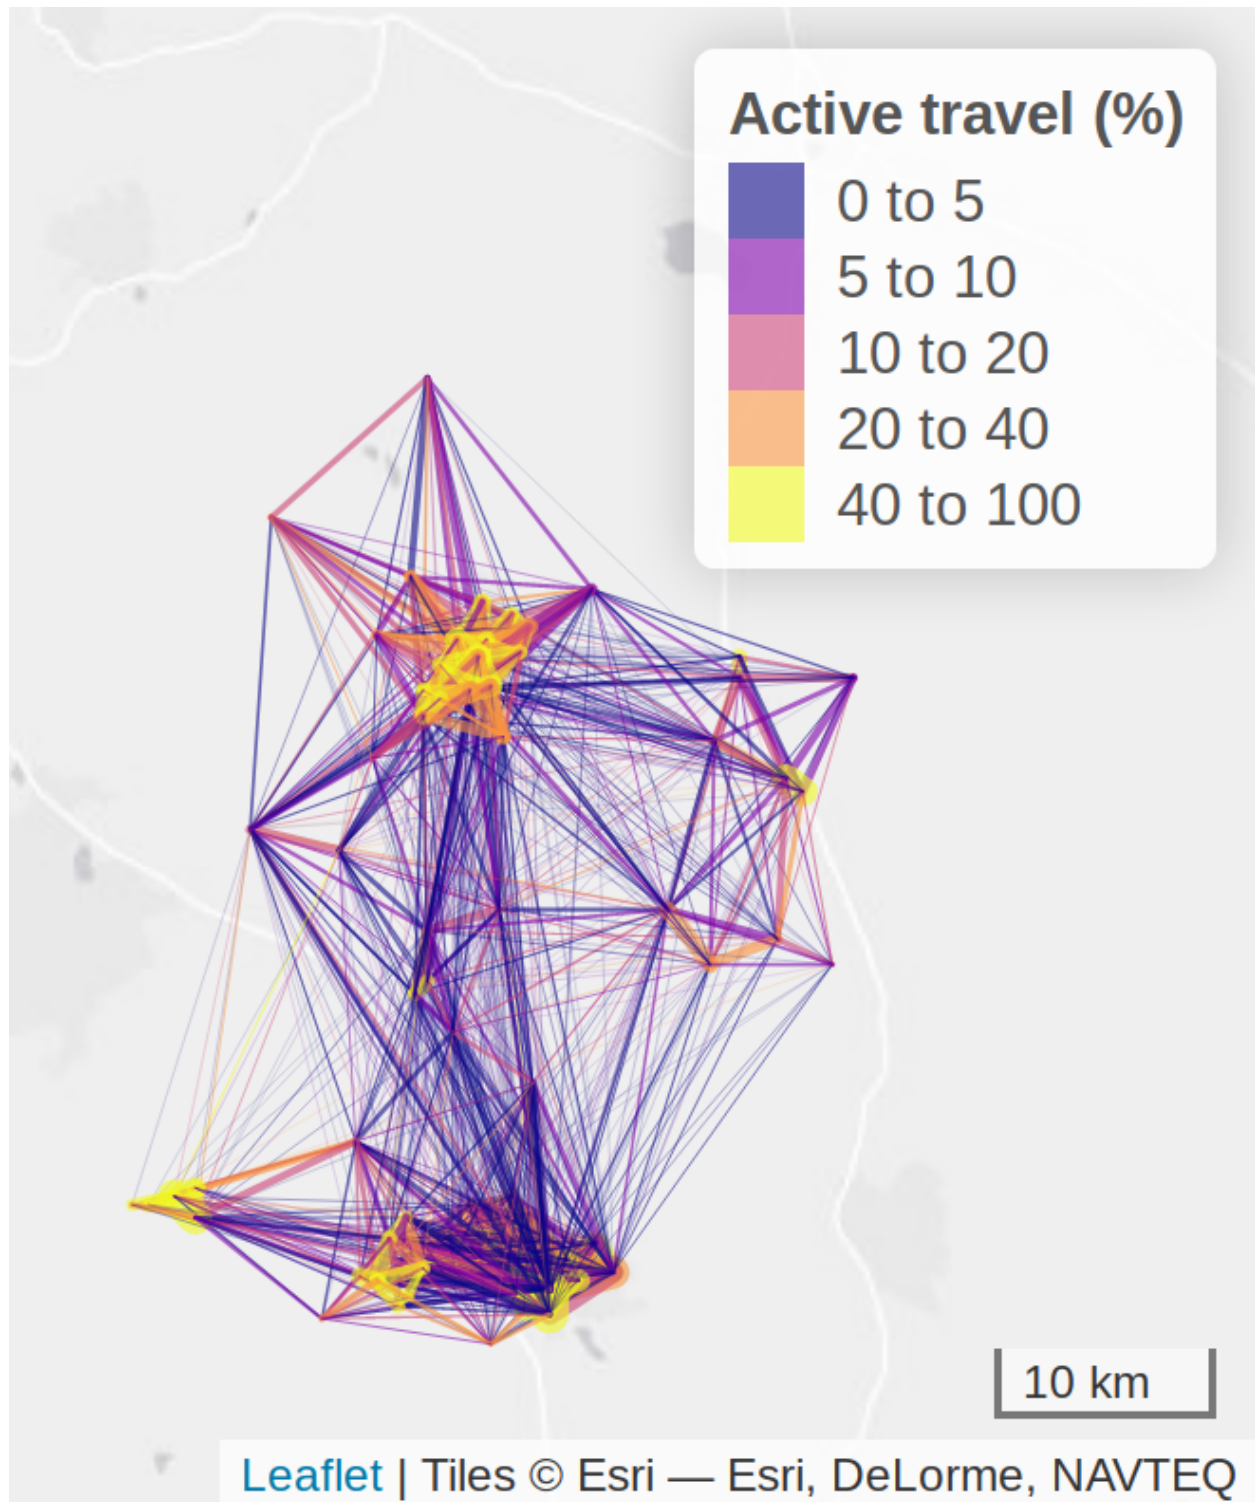 Active travel (%)
0 to 5
5 to 10
10 to 20
20 to 40
40 to 100
10 km
Leaflet | Tiles © Esri — Esri, DeLorme, NAVTEQ